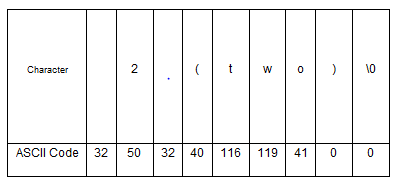 Character 2 . ( t w o ) \0
ASCII Code 32 50 32 40 116 119 41 0 0